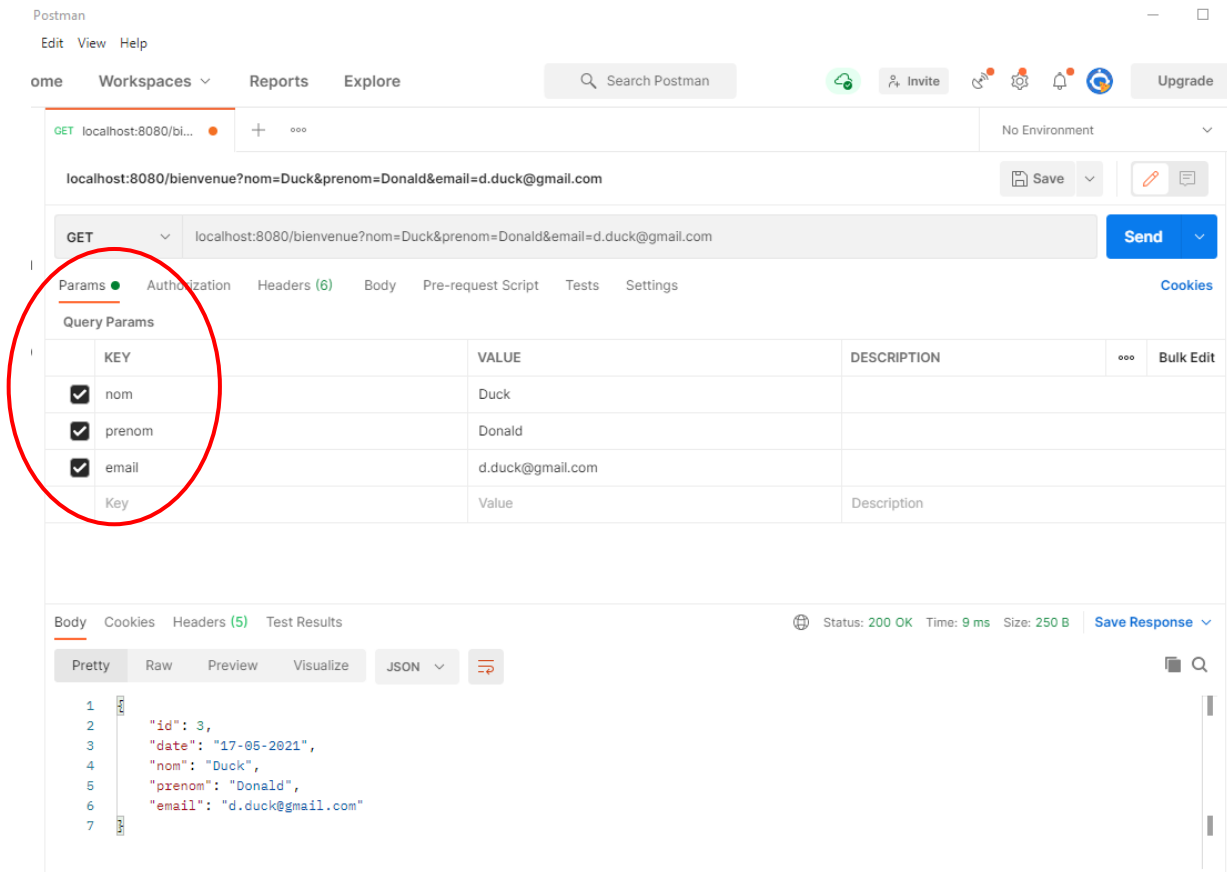 Postman
Edit View Help
ome Workspaces Reports Explore Search Postman Invite Upgrade
GET localhost:8080/bi... No Environment
localhost:8080/bienvenue?nom=Duck&prenom=Donald&email=d.duck@gmail.com Save
GET localhost:8080/bienvenue?nom=Duck&prenom=Donald&email=d.duck@gmail.com Send
Params Authorization Headers (6) Body Pre-request Script Tests Settings Cookies
Query Params
KEY VALUE DESCRIPTION Bulk Edit
nom Duck
prenom Donald
email d.duck@gmail.com
Key Value Description
Body Cookies Headers (5) Test Results Status: 200 OK Time: 9 ms Size: 250 B Save Response
Pretty Raw Preview Visualize JSON
1 {
2 "id": 3,
3 "date": "17-05-2021",
4 "nom": "Duck",
5 "prenom": "Donald",
6 "email": "d.duck@gmail.com"
7 }